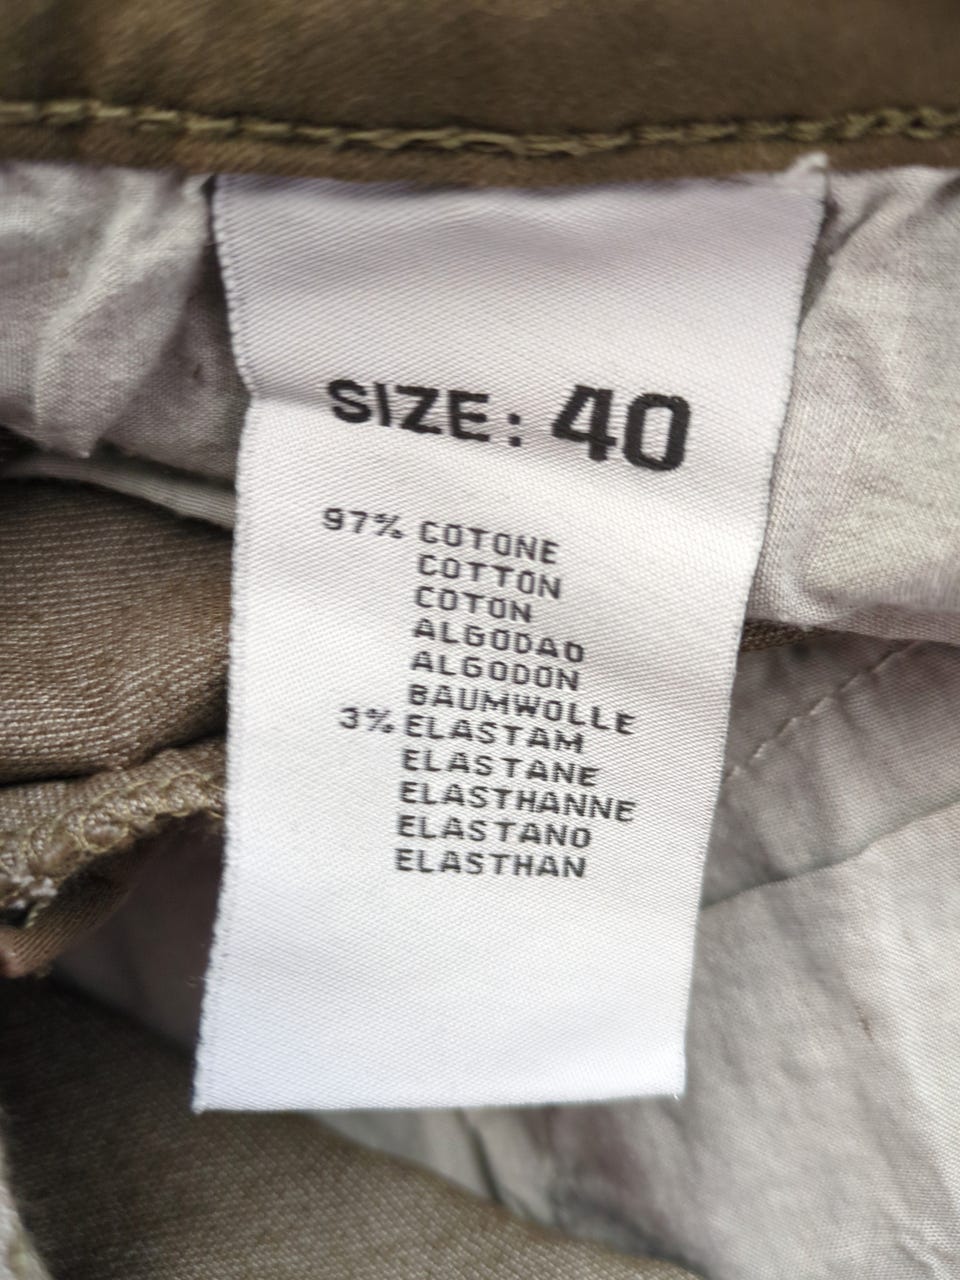 SIZE: 40
97% COTONE
COTTON
COTON
ALGODAO
ALGODON
BAUMWOLLE
3% ELASTAM
ELASTANE
ELASTHANNE
ELASTANO
ELASTHAN